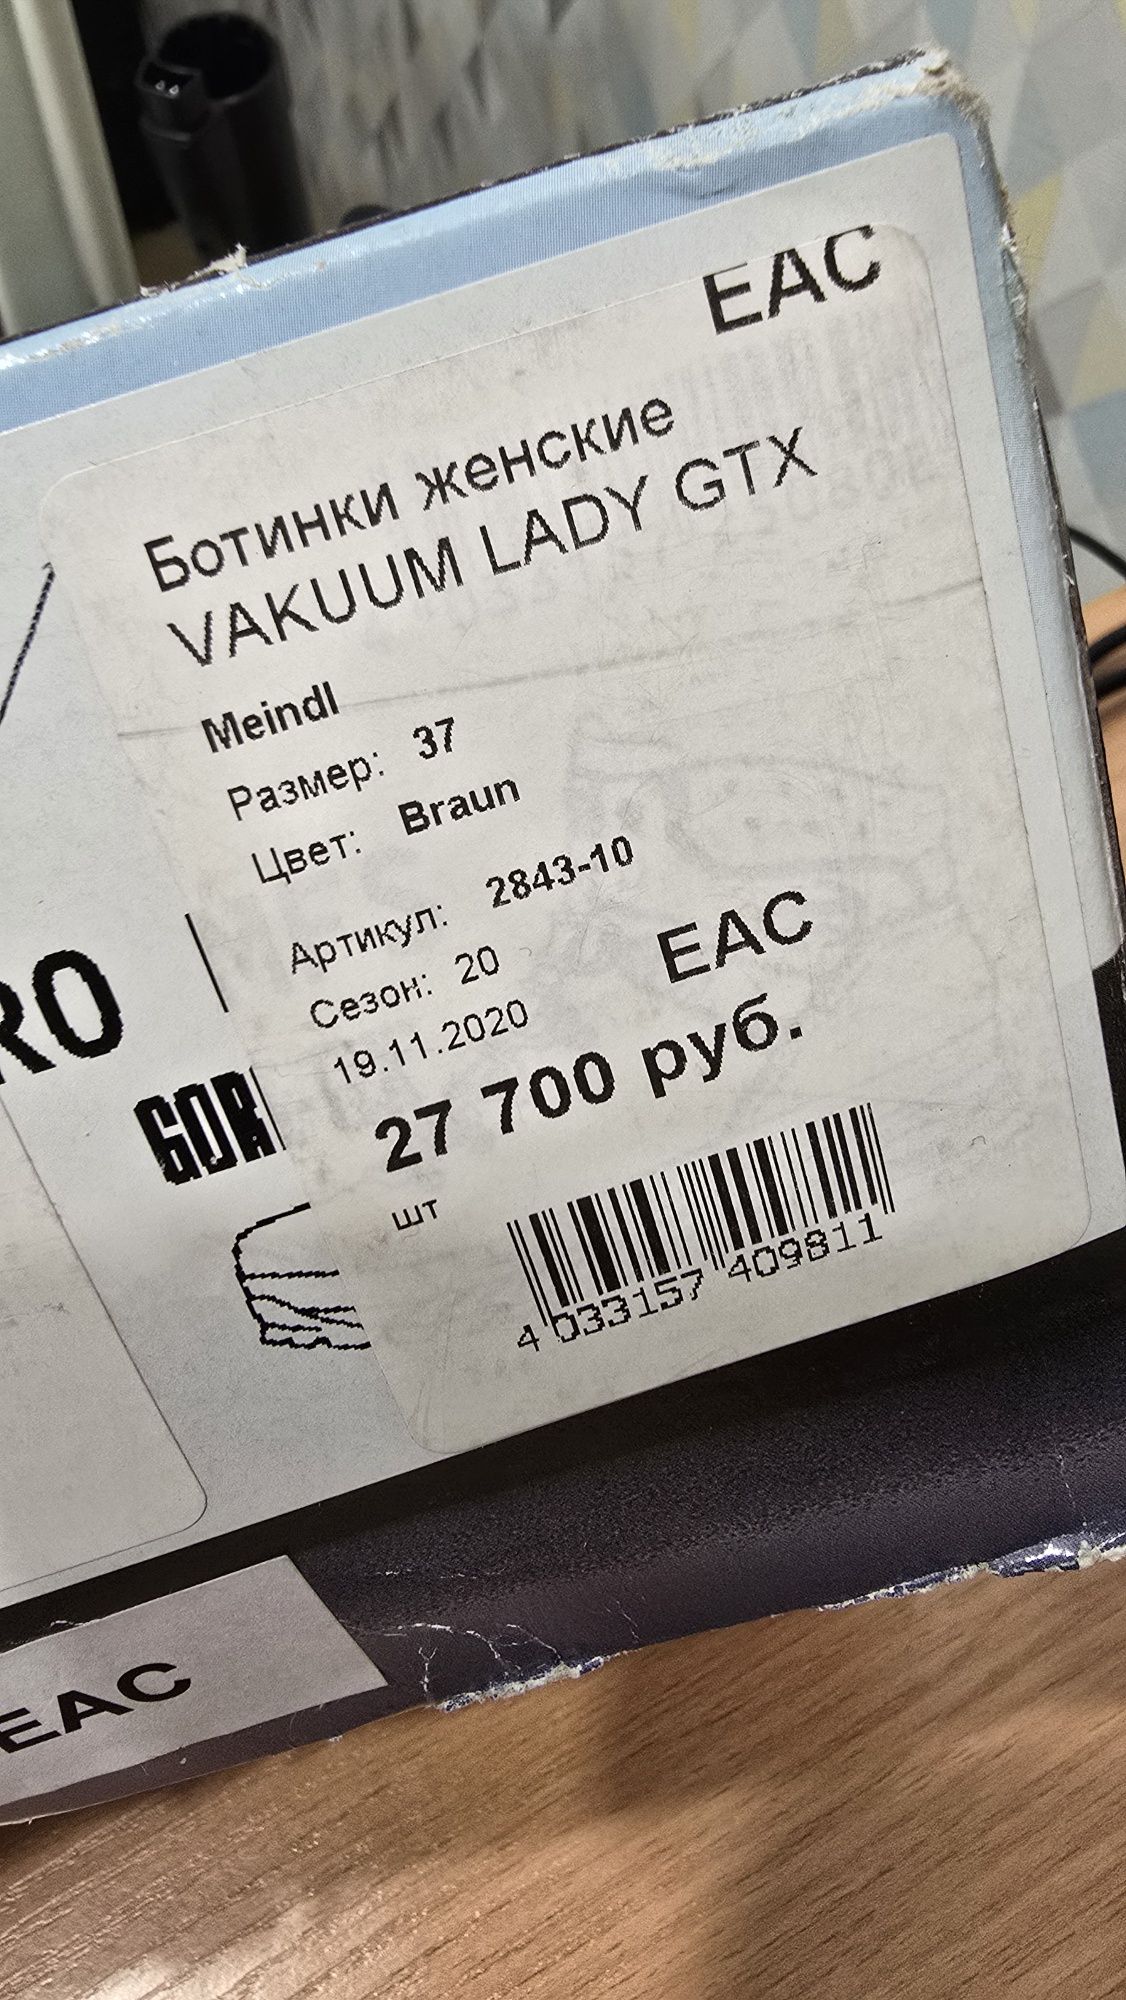 EAC
Ботинки женские
VAKUUM LADY GTX
Meindl
Размер: 37
Цвет: Braun
Артикул: 2843-10
Сезон: 20
EAC
19.11.2020
27 700 руб.
шт
4 033157 409811
RO
GOR
EAC